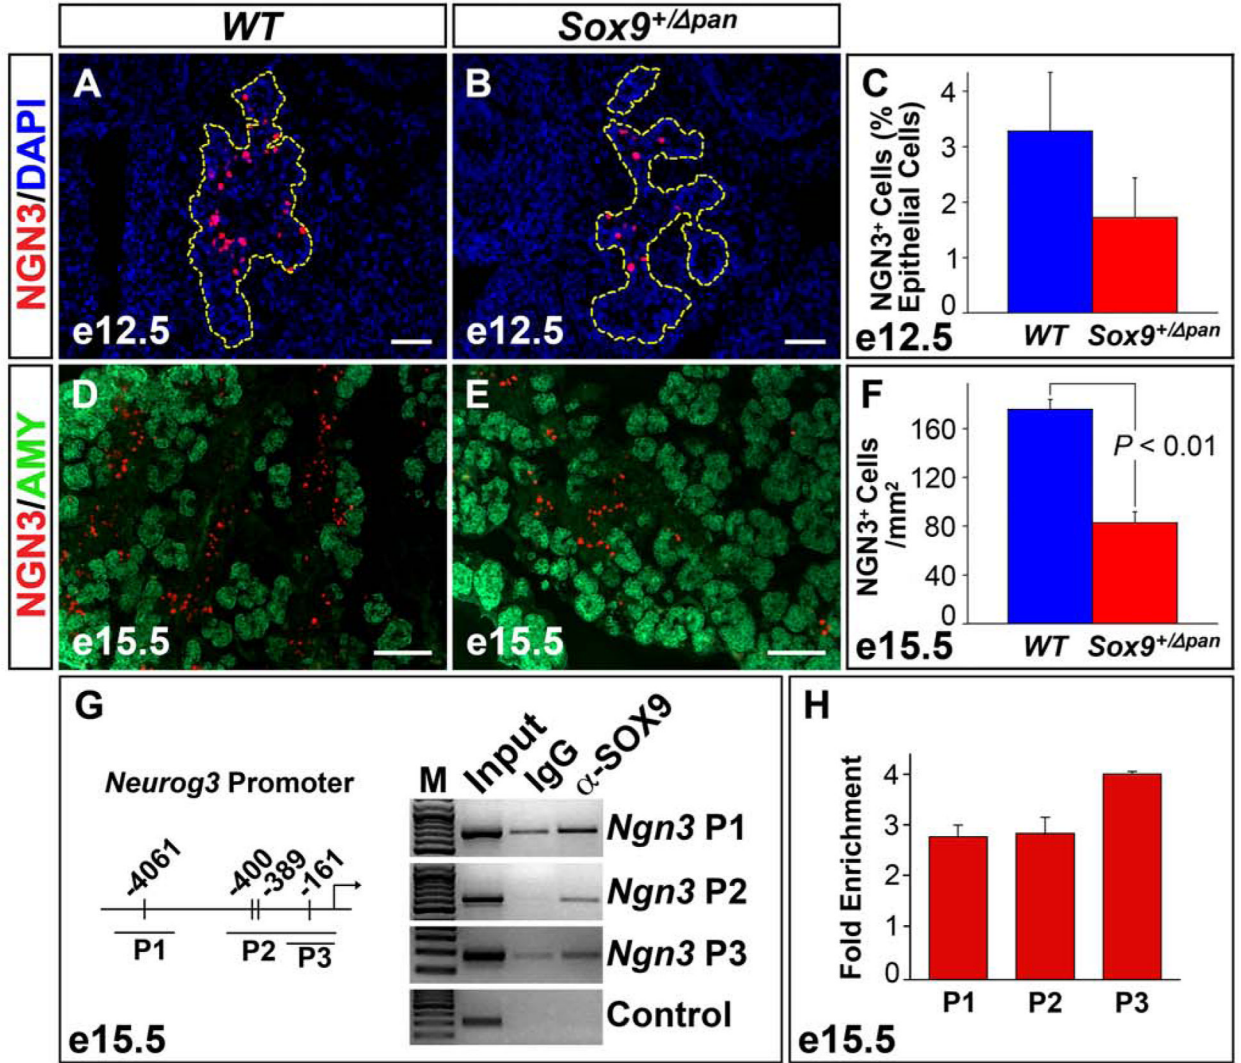 WT
Sox9+/Δpan
NGN3/DAPI
A
e12.5
B
e12.5
C
NGN3+ Cells (%
Epithelial Cells)
4
3
2
1
0
WT
Sox9+/Δpan
e12.5
NGN3/AMY
D
e15.5
E
e15.5
F
NGN3+ Cells
/mm2
160
120
80
40
0
P < 0.01
WT
Sox9+/Δpan
e15.5
G
Neurog3 Promoter
-4061
-400
-389
-161
P1
P2
P3
M
Input
IgG
α-SOX9
Ngn3 P1
Ngn3 P2
Ngn3 P3
Control
e15.5
H
Fold Enrichment
4
3
2
1
0
P1
P2
P3
e15.5